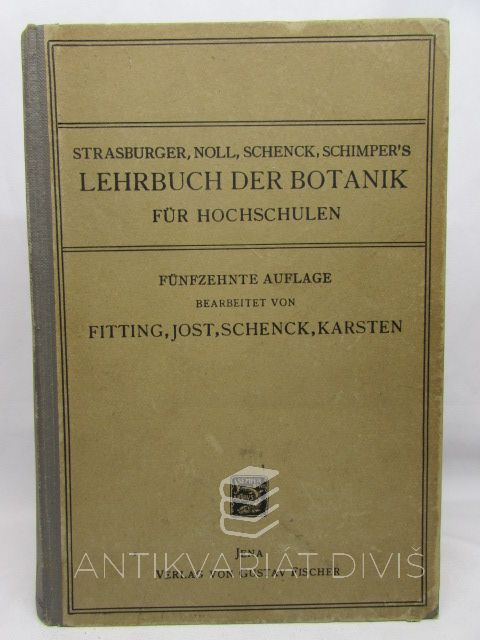 STRASBURGER, NOLL, SCHENCK, SCHIMPER'S
LEHRBUCH DER BOTANIK
FÜR HOCHSCHULEN
FÜNFZEHNTE AUFLAGE
BEARBEITET VON
FITTING, JOST, SCHENCK, KARSTEN
JENA
ANTIKVARIÁT DIVIŠ
VERLAG VON GUSTAV FISCHER